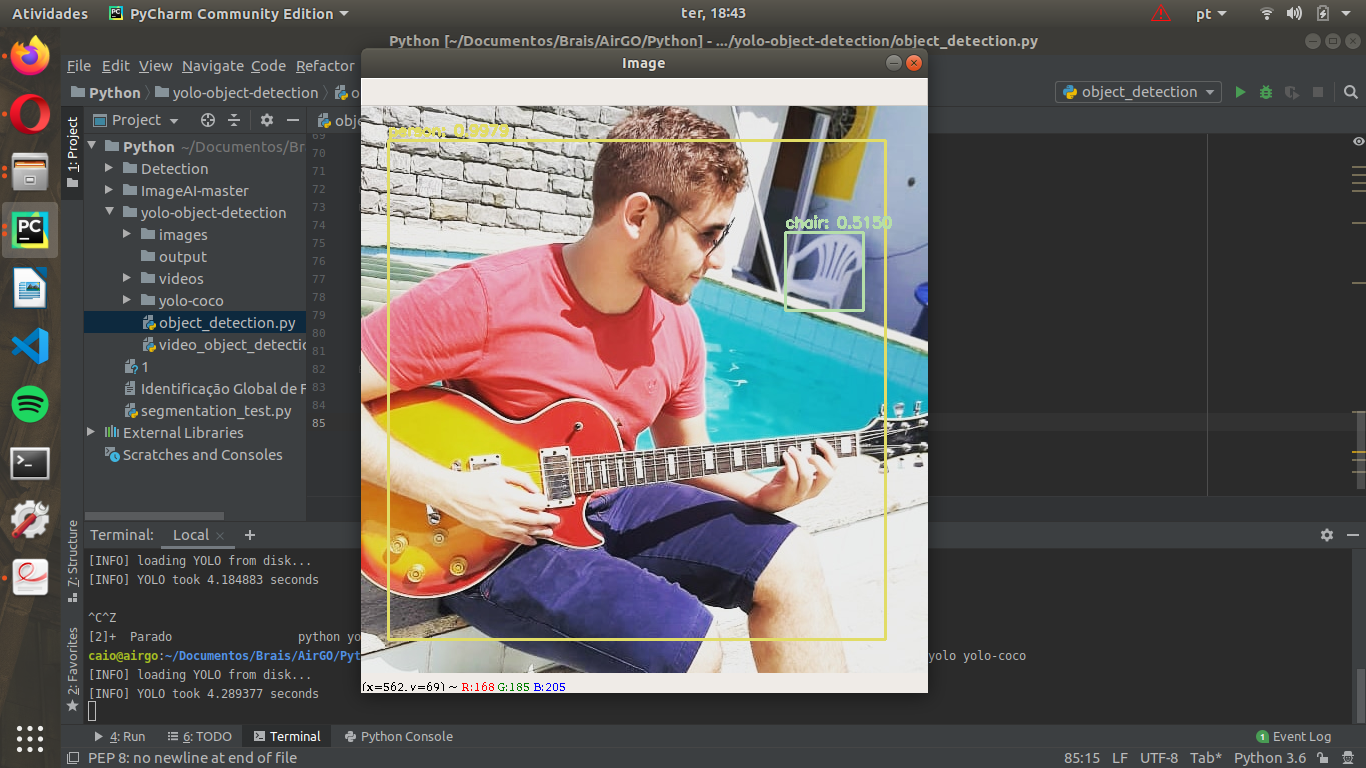 Atividades PyCharm Community Edition ter, 18:43 pt
Python [~/Documentos/Brais/AirGO/Python] - .../yolo-object-detection/object_detection.py
Image
File Edit View Navigate Code Refactor
Python yolo-object-detection object_detection
1: Project
Project
person: 0.9979
Python ~/Documentos/Br
Detection
ImageAI-master
yolo-object-detection
images
output
videos
yolo-coco
object_detection.py
video_object_detectio
1
Identificação Global de
segmentation_test.py
External Libraries
Scratches and Consoles
69
70
71
72
73
74
75
76
77
78
79
80
81
82
83
84
85
chair: 0.5150
7: Structure
2: Favorites
Terminal: Local × +
[INFO] loading YOLO from disk...
[INFO] YOLO took 4.184883 seconds
^C^Z
[2]+ Parado python yo
caio@airgo:~/Documentos/Brais/AirGO/Pyt yolo yolo-coco
[INFO] loading YOLO from disk...
[INFO] YOLO took 4.289377 seconds
(x=562, y=69) ~ R:168 G:185 B:205
4: Run 6: TODO Terminal Python Console 1 Event Log
PEP 8: no newline at end of file 85:15 LF UTF-8 Tab* Python 3.6